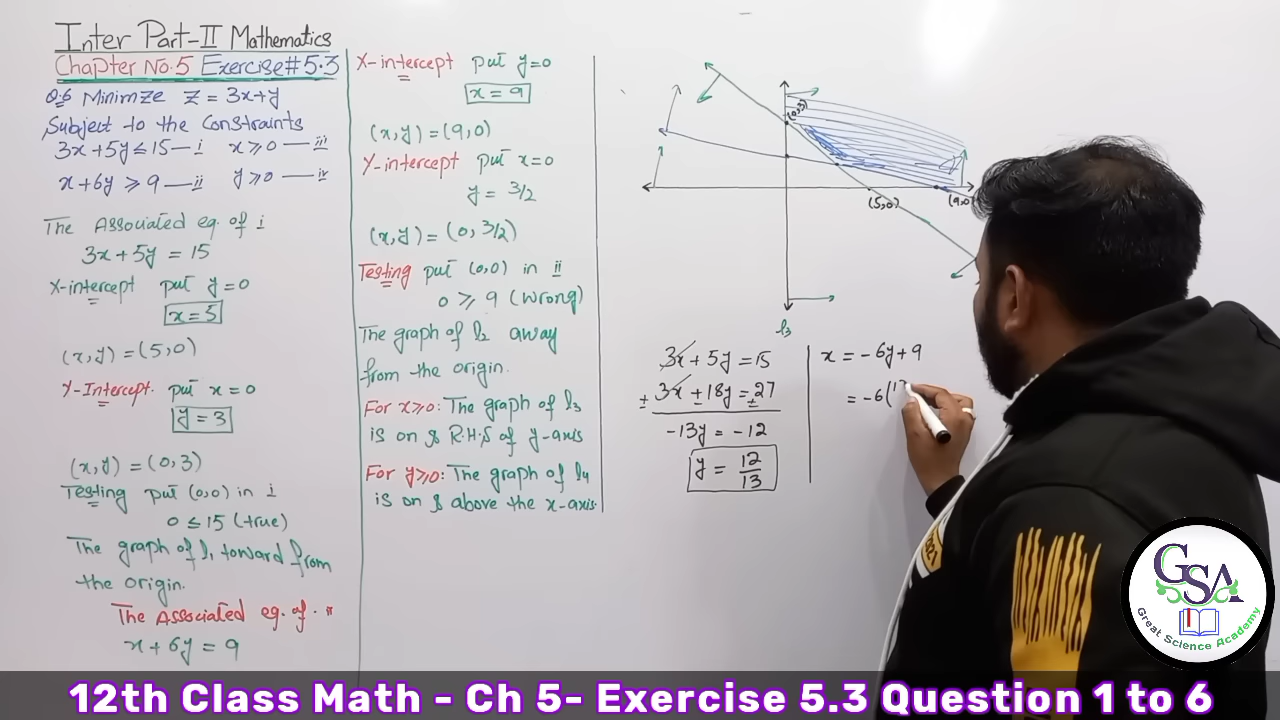 Inter Part-II Mathematics
Chapter No.5 Exercise#5.3
Q.6 Minimze Z = 3x+y
Subject to the Constraints
3x+5y ≤ 15 — i x ≥ 0 — iii
x+6y ≥ 9 — ii y ≥ 0 — iv
The Associated eq. of i
3x+5y = 15
X-intercept put y=0
x=5
(x,y) = (5,0)
Y-Intercept. put x=0
y=3
(x,y) = (0,3)
Testing put (0,0) in i
0 ≤ 15 (true)
The graph of l1 toward from
the origin.
The Associated eq. of. ii
x+6y = 9
X-intercept put y=0
x=9
(x,y) = (9,0)
Y-intercept put x=0
y = 3/2
(x,y) = (0, 3/2)
Testing put (0,0) in ii
0 ≥ 9 (wrong)
The graph of l2 away
from the origin.
For x≥0: The graph of l3
is on & R.H.S of y-axis
For y≥0: The graph of l4
is on & above the x-axis.
(0,3)
(5,0)
(9,0)
l3
3x + 5y = 15
± 3x ± 18y = ± 27
-13y = -12
y = 12/13
x = -6y + 9
= -6(1
GSA
Great Science Academy
12th Class Math - Ch 5- Exercise 5.3 Question 1 to 6